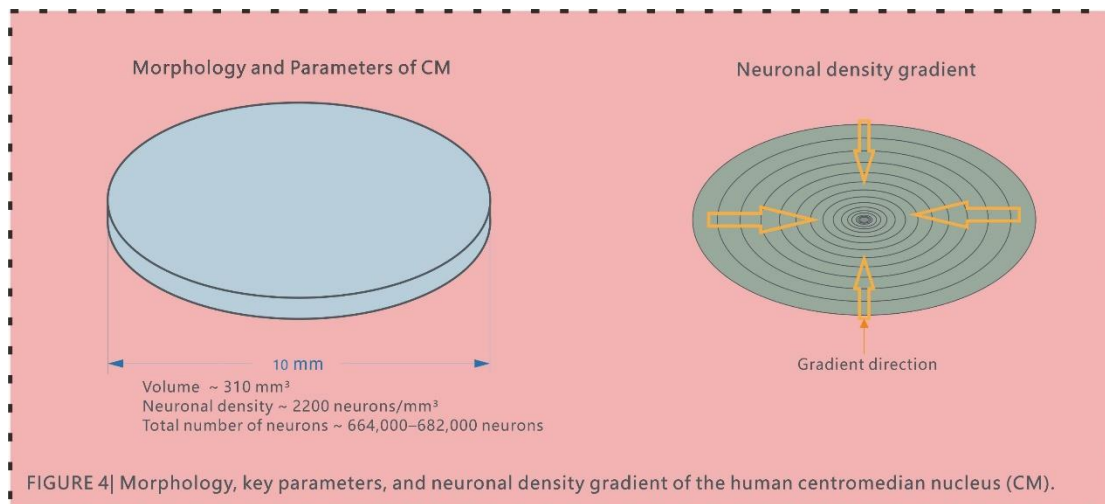 Morphology and Parameters of CM
Neuronal density gradient
10 mm
Volume ~ 310 mm³
Neuronal density ~ 2200 neurons/mm³
Total number of neurons ~ 664,000–682,000 neurons
Gradient direction
FIGURE 4| Morphology, key parameters, and neuronal density gradient of the human centromedian nucleus (CM).